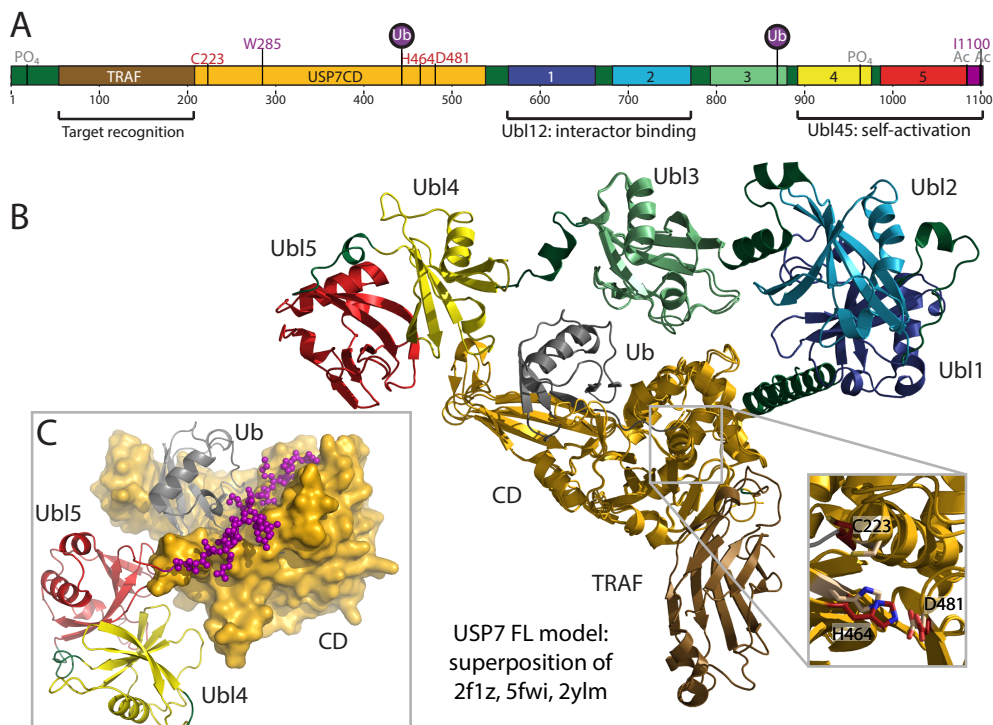 A
PO₄
C223
W285
Ub
H464
D481
Ub
PO₄
I1100
Ac Ac
TRAF
USP7CD
1
2
3
4
5
1 100 200 300 400 500 600 700 800 900 1000 1100
Target recognition
Ubl12: interactor binding
Ubl45: self-activation
B
Ubl4
Ubl3
Ubl2
Ubl5
Ub
Ubl1
CD
TRAF
C
Ub
Ubl5
CD
Ubl4
C223
D481
H464
USP7 FL model:
superposition of
2f1z, 5fwi, 2ylm